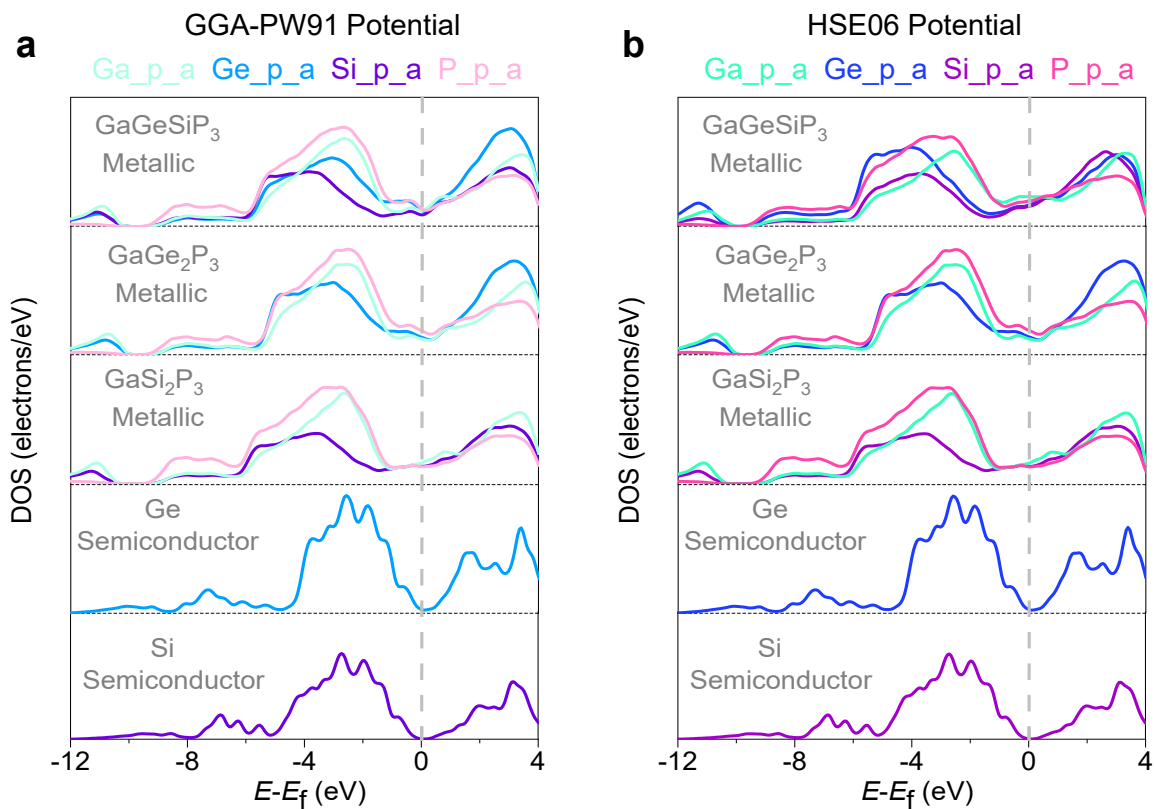 a
GGA-PW91 Potential
Ga_p_a Ge_p_a Si_p_a P_p_a
DOS (electrons/eV)
GaGeSiP₃
Metallic
GaGe₂P₃
Metallic
GaSi₂P₃
Metallic
Ge
Semiconductor
Si
Semiconductor
-12 -8 -4 0 4
E-E_f (eV)
b
HSE06 Potential
Ga_p_a Ge_p_a Si_p_a P_p_a
DOS (electrons/eV)
GaGeSiP₃
Metallic
GaGe₂P₃
Metallic
GaSi₂P₃
Metallic
Ge
Semiconductor
Si
Semiconductor
-12 -8 -4 0 4
E-E_f (eV)